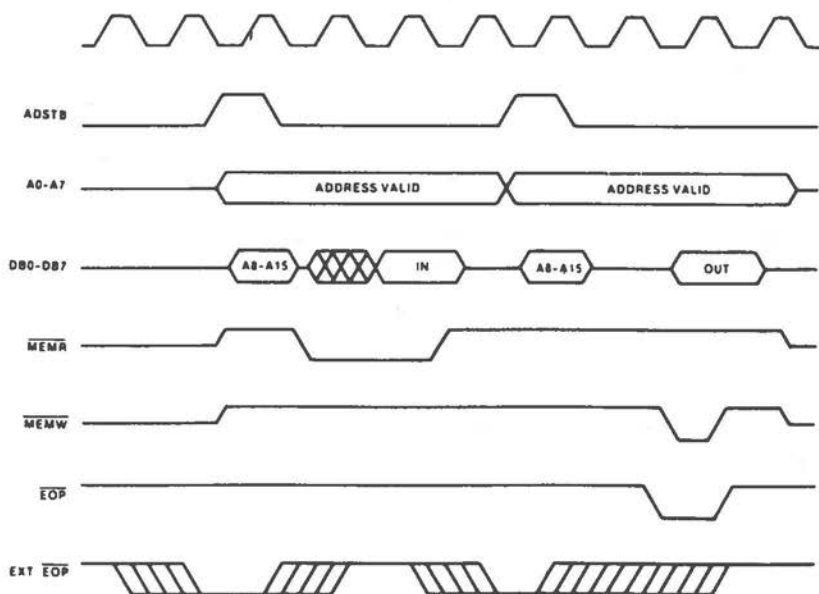 ADSTB
A0-A7 ADDRESS VALID ADDRESS VALID
DB0-DB7 A8-A15 IN A8-A15 OUT
MEMR
MEMW
EOP
EXT EOP